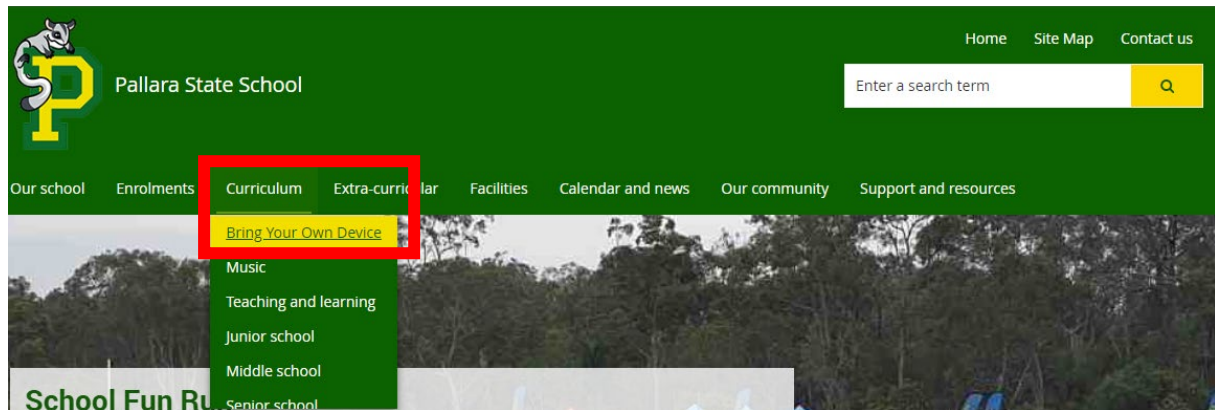 Home Site Map Contact us
P
Pallara State School
Enter a search term
Our school Enrolments Curriculum Extra-curricular Facilities Calendar and news Our community Support and resources
Bring Your Own Device
Music
Teaching and learning
Junior school
Middle school
Senior school
School Fun Ru